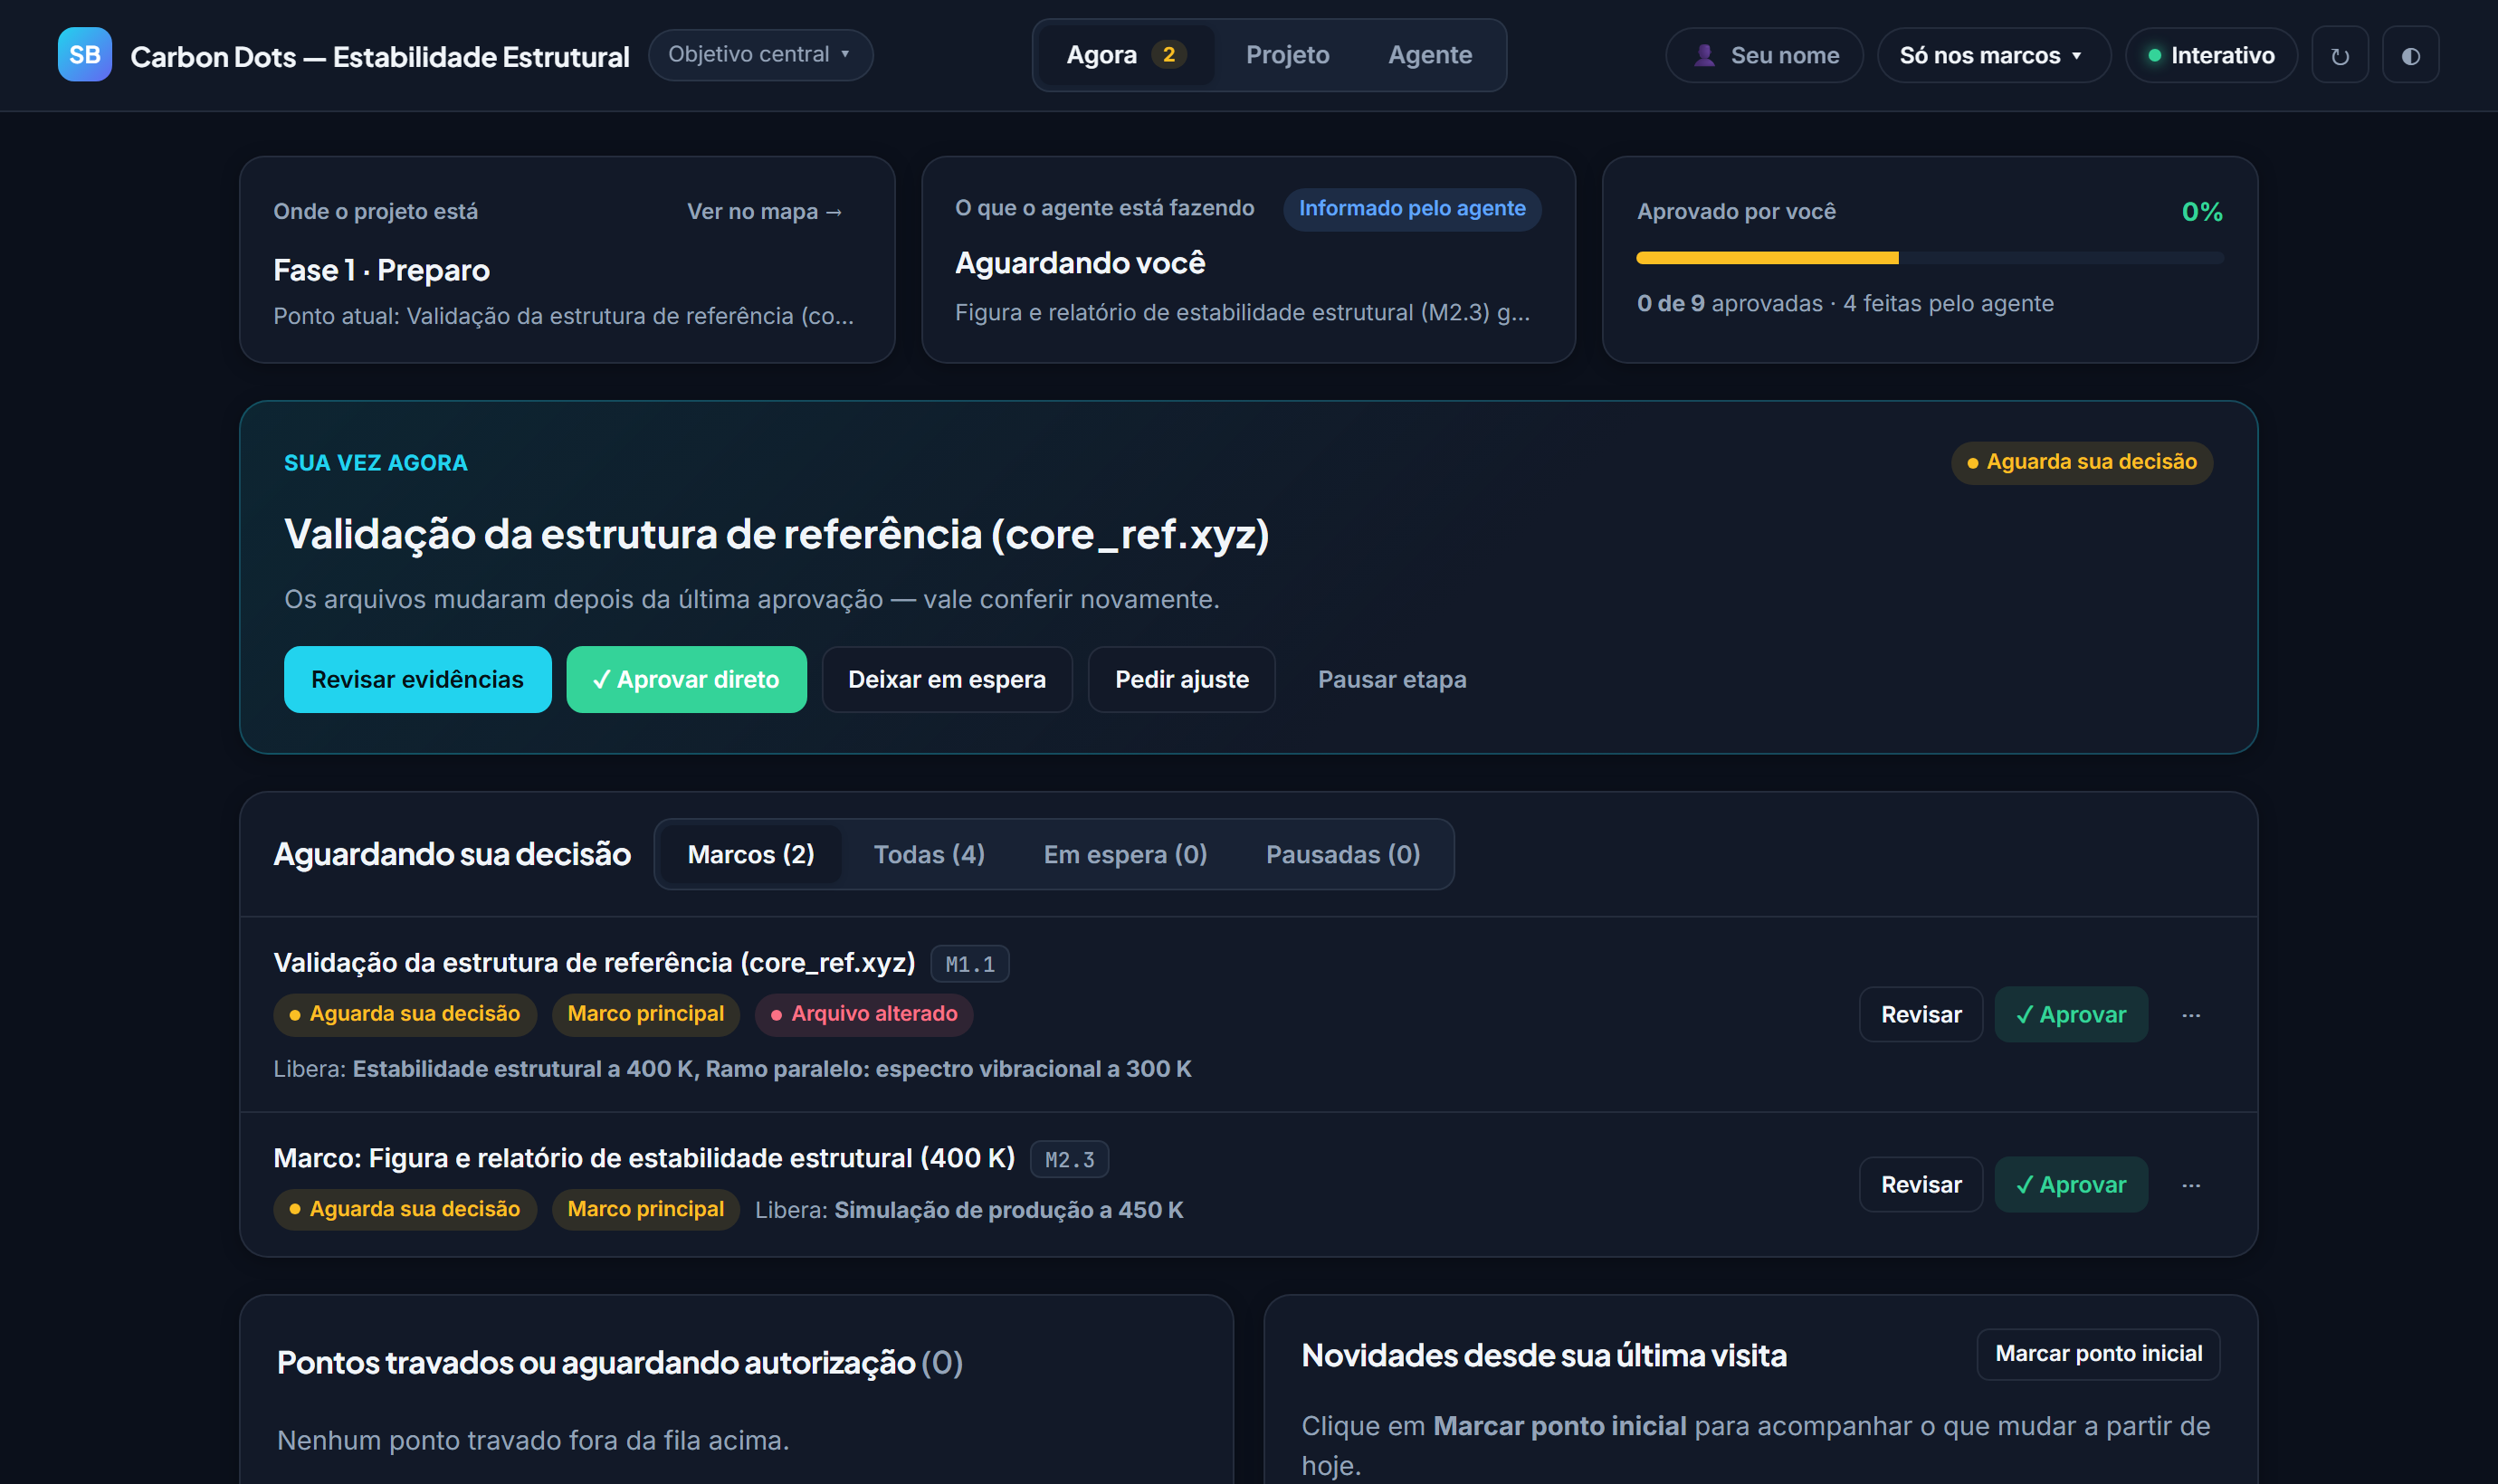 SB
Carbon Dots — Estabilidade Estrutural
Objetivo central ▾
Agora 2
Projeto
Agente
Seu nome
Só nos marcos ▾
Interativo
Onde o projeto está
Ver no mapa →
Fase 1 · Preparo
Ponto atual: Validação da estrutura de referência (co...
O que o agente está fazendo
Informado pelo agente
Aguardando você
Figura e relatório de estabilidade estrutural (M2.3) g...
Aprovado por você
0%
0 de 9 aprovadas · 4 feitas pelo agente
SUA VEZ AGORA
Aguarda sua decisão
Validação da estrutura de referência (core_ref.xyz)
Os arquivos mudaram depois da última aprovação — vale conferir novamente.
Revisar evidências
✓ Aprovar direto
Deixar em espera
Pedir ajuste
Pausar etapa
Aguardando sua decisão
Marcos (2)
Todas (4)
Em espera (0)
Pausadas (0)
Validação da estrutura de referência (core_ref.xyz) M1.1
Aguarda sua decisão
Marco principal
Arquivo alterado
Libera: Estabilidade estrutural a 400 K, Ramo paralelo: espectro vibracional a 300 K
Revisar
✓ Aprovar
···
Marco: Figura e relatório de estabilidade estrutural (400 K) M2.3
Aguarda sua decisão
Marco principal
Libera: Simulação de produção a 450 K
Revisar
✓ Aprovar
···
Pontos travados ou aguardando autorização (0)
Nenhum ponto travado fora da fila acima.
Novidades desde sua última visita
Marcar ponto inicial
Clique em Marcar ponto inicial para acompanhar o que mudar a partir de
hoje.